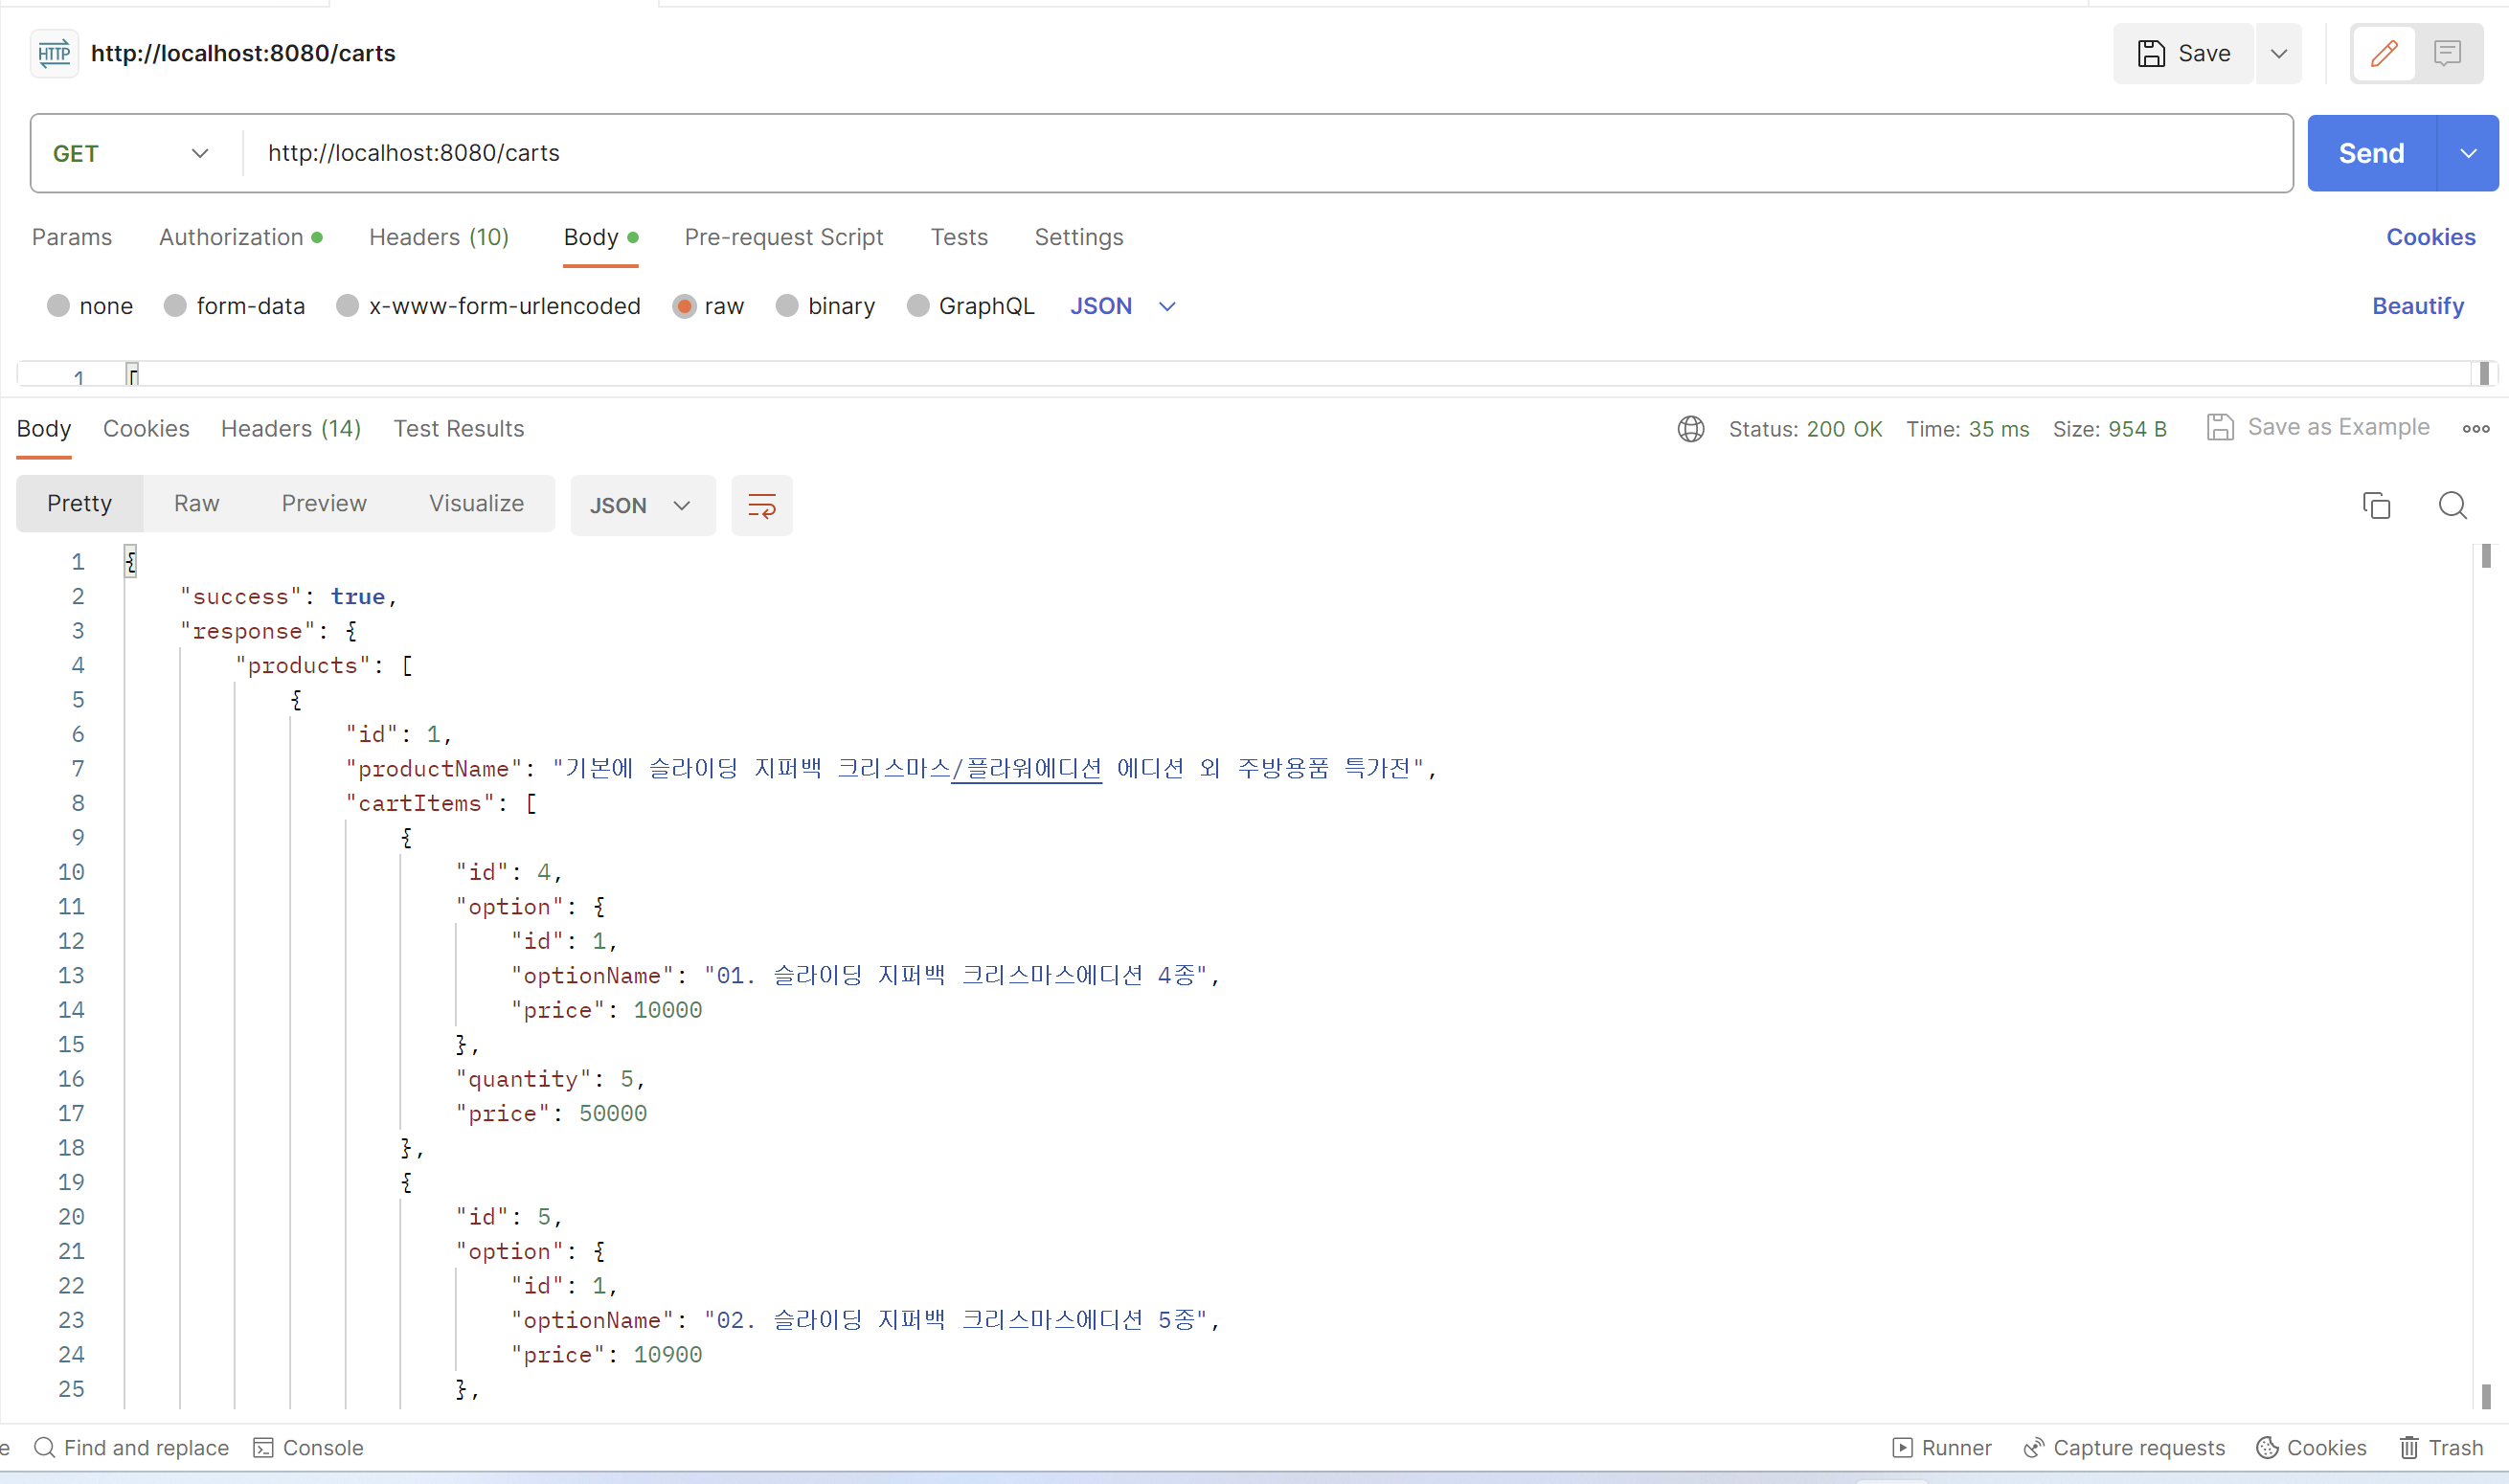 HTTP http://localhost:8080/carts Save
GET http://localhost:8080/carts Send
Params Authorization Headers (10) Body Pre-request Script Tests Settings Cookies
none form-data x-www-form-urlencoded raw binary GraphQL JSON Beautify
1 [
Body Cookies Headers (14) Test Results Status: 200 OK Time: 35 ms Size: 954 B Save as Example
Pretty Raw Preview Visualize JSON
1 {
2 "success": true,
3 "response": {
4 "products": [
5 {
6 "id": 1,
7 "productName": "기본에 슬라이딩 지퍼백 크리스마스/플라워에디션 에디션 외 주방용품 특가전",
8 "cartItems": [
9 {
10 "id": 4,
11 "option": {
12 "id": 1,
13 "optionName": "01. 슬라이딩 지퍼백 크리스마스에디션 4종",
14 "price": 10000
15 },
16 "quantity": 5,
17 "price": 50000
18 },
19 {
20 "id": 5,
21 "option": {
22 "id": 1,
23 "optionName": "02. 슬라이딩 지퍼백 크리스마스에디션 5종",
24 "price": 10900
25 },
e Find and replace Console Runner Capture requests Cookies Trash